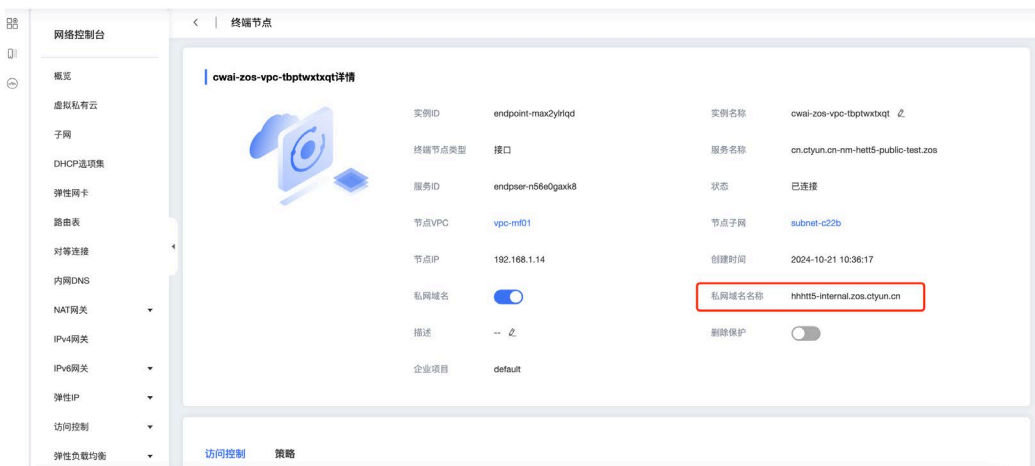 终端节点
网络控制台
概览
虚拟私有云
子网
DHCP选项集
弹性网卡
路由表
对等连接
内网DNS
NAT网关
IPv4网关
IPv6网关
弹性IP
访问控制
弹性负载均衡
cwai-zos-vpc-tbptwxtxqt详情
实例ID endpoint-max2ylrlqd 实例名称 cwai-zos-vpc-tbptwxtxqt
终端节点类型 接口 服务名称 cn.ctyun.cn-nm-hett5-public-test.zos
服务ID endpser-n56e0gaxk8 状态 已连接
节点VPC vpc-mf01 节点子网 subnet-c22b
节点IP 192.168.1.14 创建时间 2024-10-21 10:36:17
私网域名 私网域名名称 hhhtt5-internal.zos.ctyun.cn
描述 -- 删除保护
企业项目 default
访问控制 策略